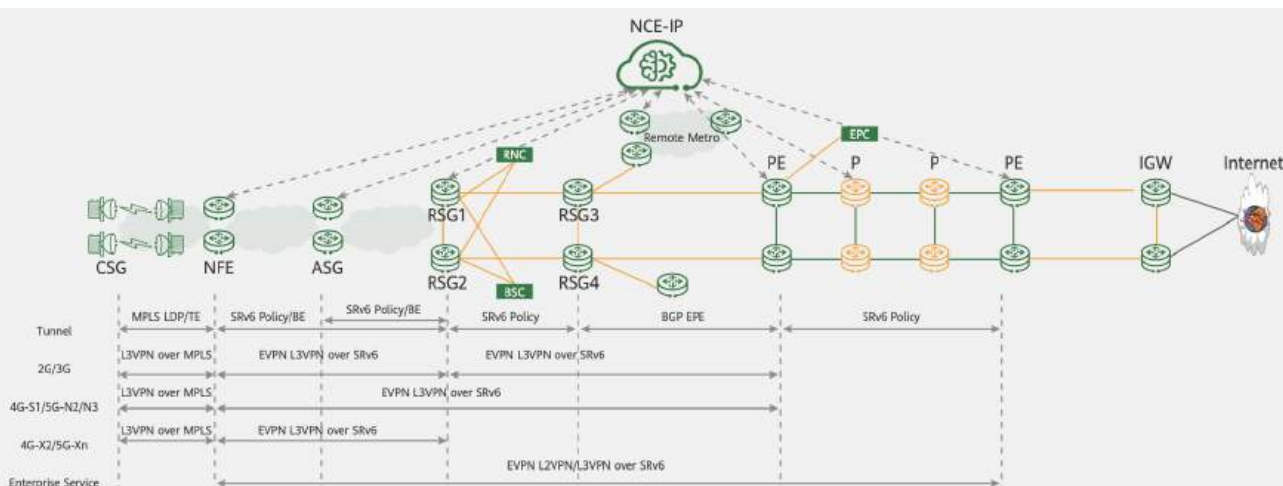 NCE-IP
Remote Metro
RNC
EPC
PE
P
P
PE
IGW
Internet
RSG1
RSG3
CSG
NFE
ASG
RSG2
BSC
RSG4
Tunnel
MPLS LDP/TE
SRv6 Policy/BE
SRv6 Policy/BE
SRv6 Policy
BGP EPE
SRv6 Policy
2G/3G
L3VPN over MPLS
EVPN L3VPN over SRv6
EVPN L3VPN over SRv6
4G-S1/5G-N2/N3
L3VPN over MPLS
EVPN L3VPN over SRv6
4G-X2/5G-Xn
L3VPN over MPLS
EVPN L3VPN over SRv6
Enterprise Service
EVPN L2VPN/L3VPN over SRv6